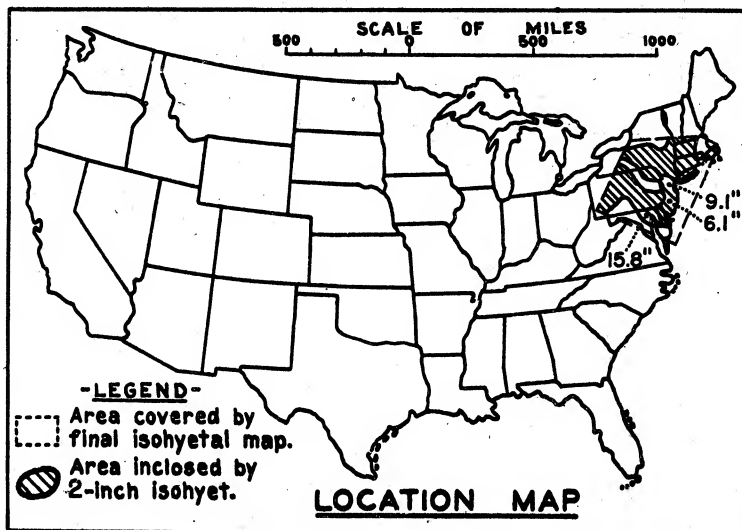 SCALE OF MILES
500 0 500 1000
9.1"
6.1"
15.8"
-LEGEND-
Area covered by
final isohyetal map.
Area inclosed by
2-inch isohyet.
LOCATION MAP